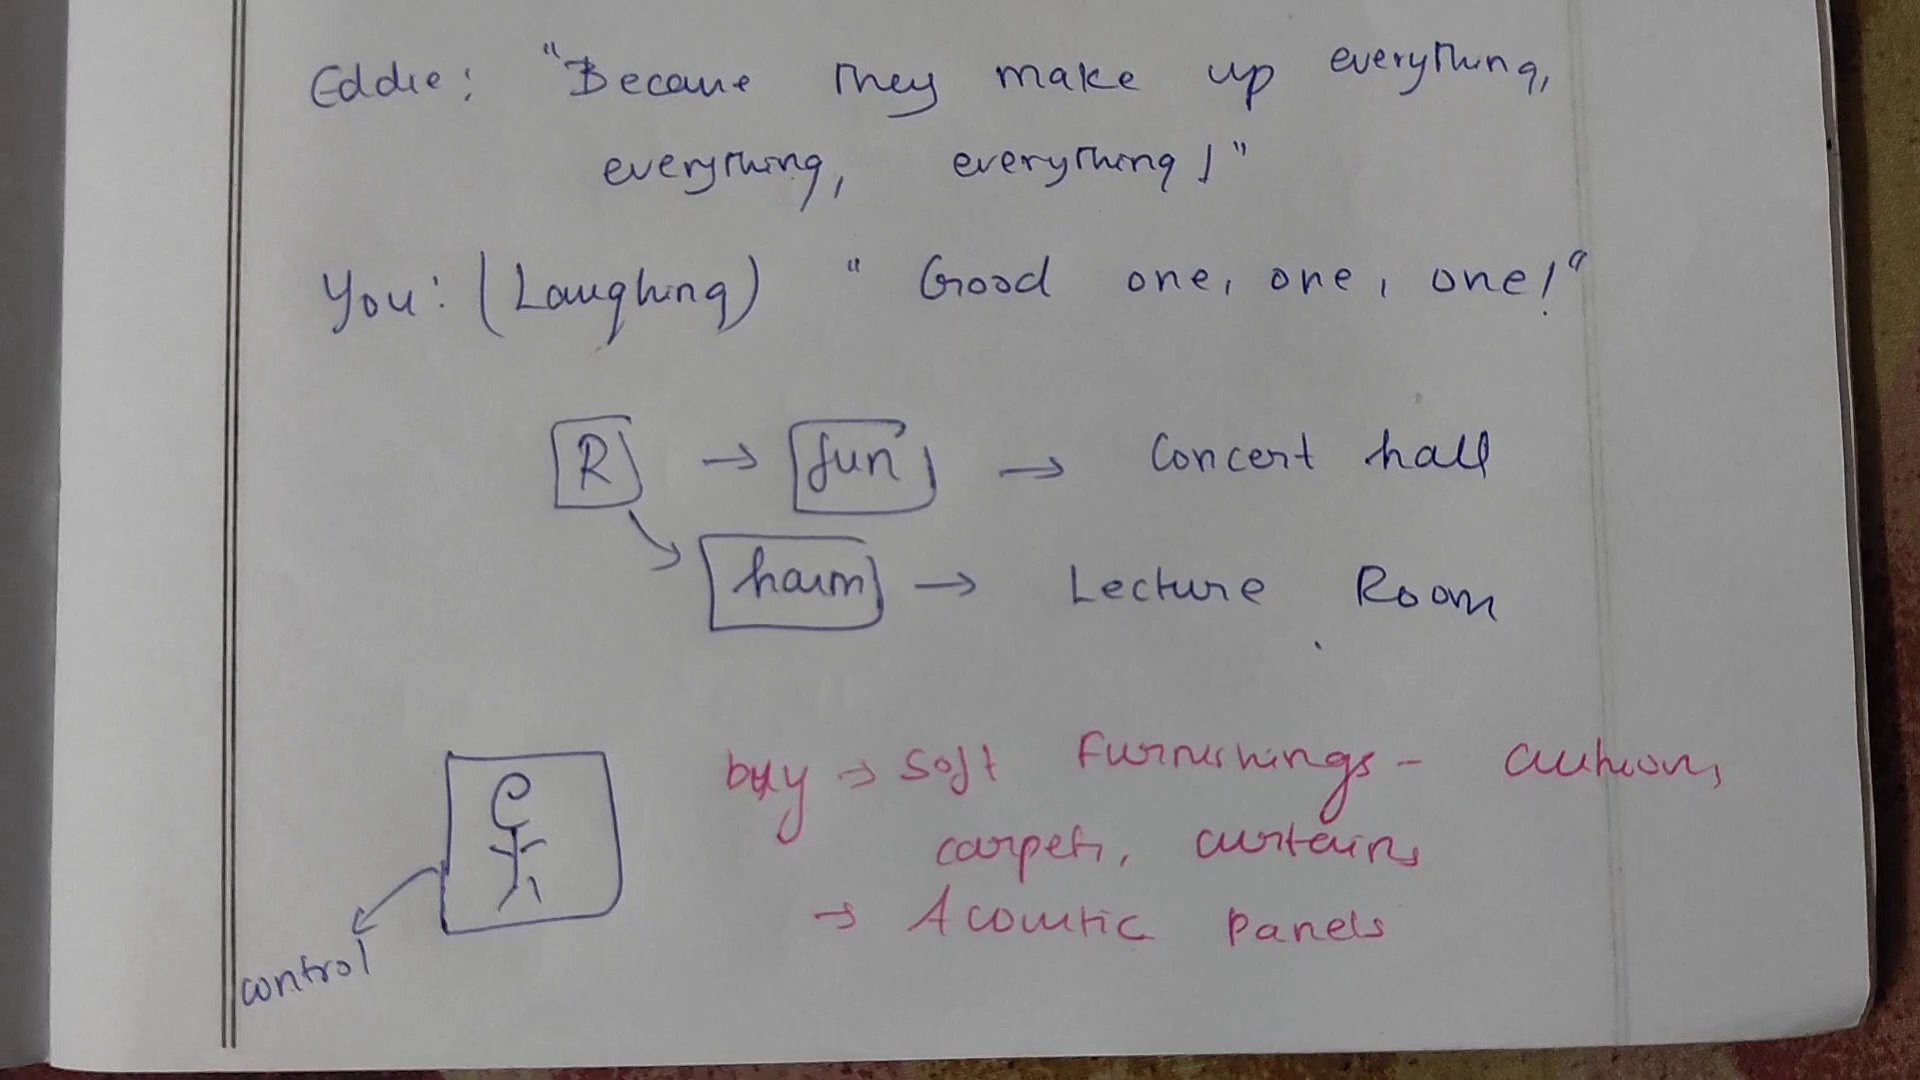 Eddie: "Because they make up everything,
everything, everything!"
You: (Laughing) " Good one, one, one!"
R → fun → Concert hall
harm → Lecture Room
buy → Soft Furnishings - cushions,
carpets, curtains
→ Acoustic Panels
control